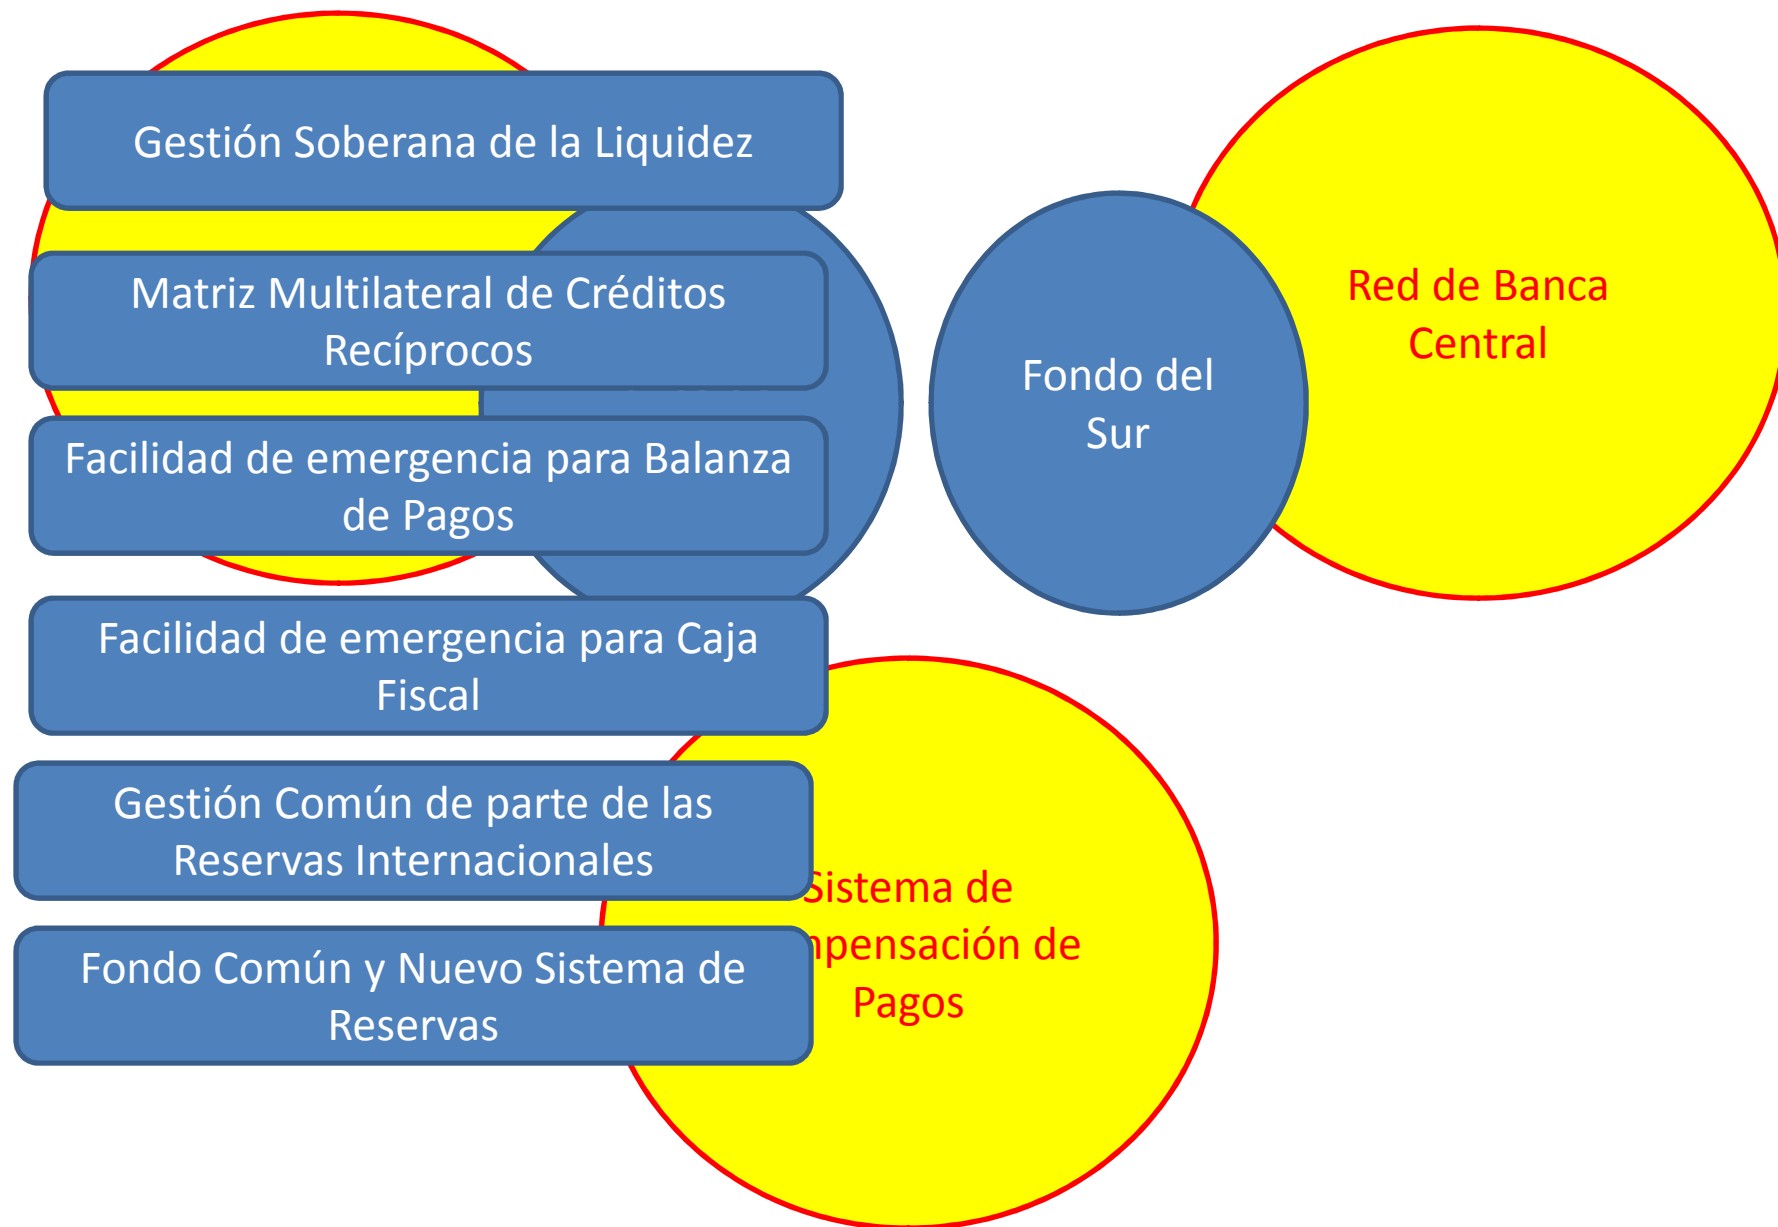 Gestión Soberana de la Liquidez
Matriz Multilateral de Créditos
Recíprocos
Facilidad de emergencia para Balanza
de Pagos
Facilidad de emergencia para Caja
Fiscal
Gestión Común de parte de las
Reservas Internacionales
Fondo Común y Nuevo Sistema de
Reservas
Fondo del
Sur
Red de Banca
Central
Sistema de
mpensación de
Pagos